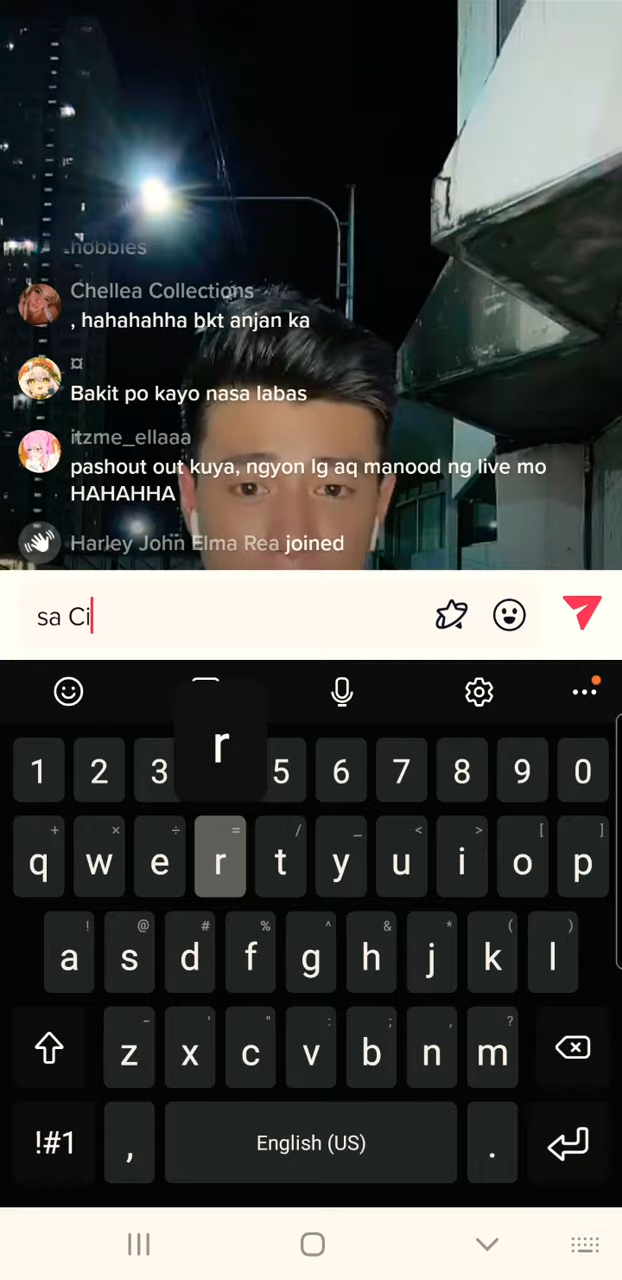 hobbies
Chellea Collections
, hahahahha bkt anjan ka
¤
Bakit po kayo nasa labas
itzme_ellaaa
pashout out kuya, ngyon lg aq manood ng live mo
HAHAHHA
Harley John Elma Rea joined
sa Ci
r
1 2 3 5 6 7 8 9 0
+ × ÷ = / _ < > [ ]
q w e r t y u i o p
! @ # % ^ & * ( )
a s d f g h j k l
- ' " : ; , ?
z x c v b n m
!#1 , English (US) .